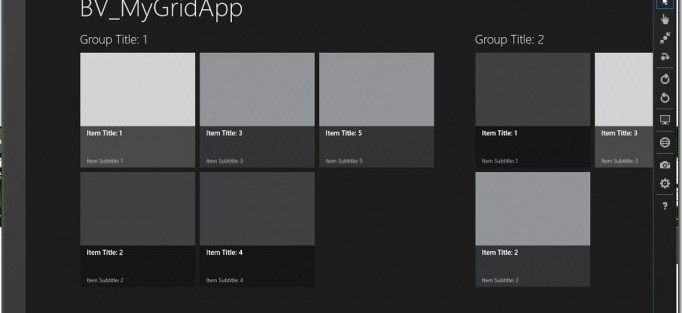 BV_MyGridApp
Group Title: 1
Item Title: 1
Item Subtitle: 1
Item Title: 3
Item Subtitle: 3
Item Title: 5
Item Subtitle: 5
Item Title: 2
Item Subtitle: 2
Item Title: 4
Item Subtitle: 4
Group Title: 2
Item Title: 1
Item Subtitle: 1
Item Title: 3
Item Subtitle: 3
Item Title: 2
Item Subtitle: 2
?